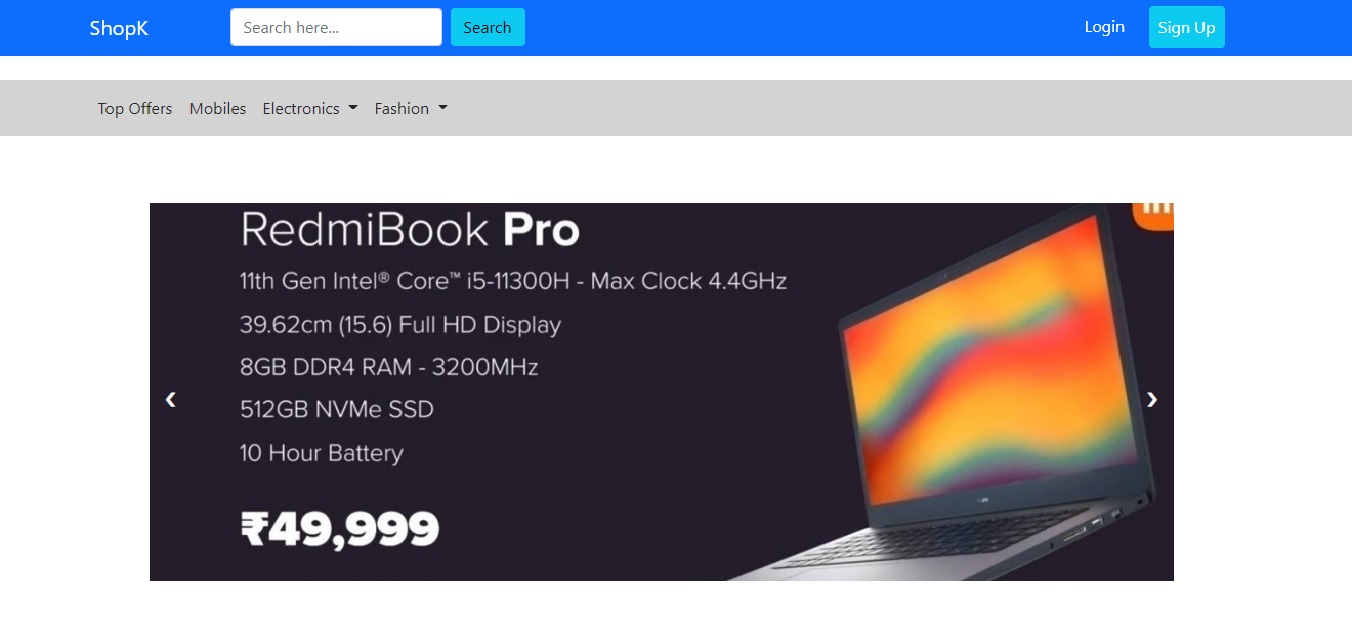 ShopK Search here... Search Login Sign Up
Top Offers Mobiles Electronics Fashion
RedmiBook Pro
11th Gen Intel® Core™ i5-11300H - Max Clock 4.4GHz
39.62cm (15.6) Full HD Display
8GB DDR4 RAM - 3200MHz
512GB NVMe SSD
10 Hour Battery
₹49,999